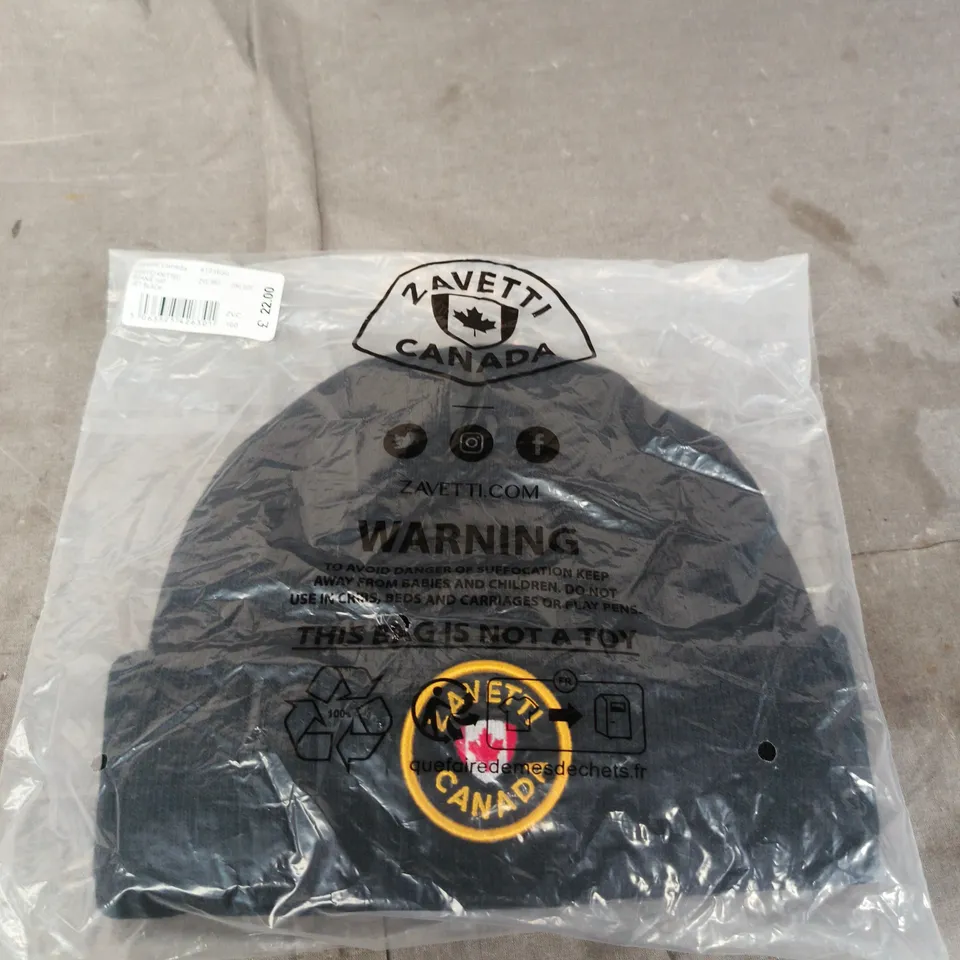 £ 22.00
ZAVETTI
CANADA
ZAVETTI.COM
WARNING
TO AVOID DANGER OF SUFFOCATION KEEP
AWAY FROM BABIES AND CHILDREN. DO NOT
USE IN CRIBS, BEDS AND CARRIAGES OR PLAY PENS.
THIS BAG IS NOT A TOY
100%
FR
ZAVETTI
CANADA
quefairedemesdechets.fr